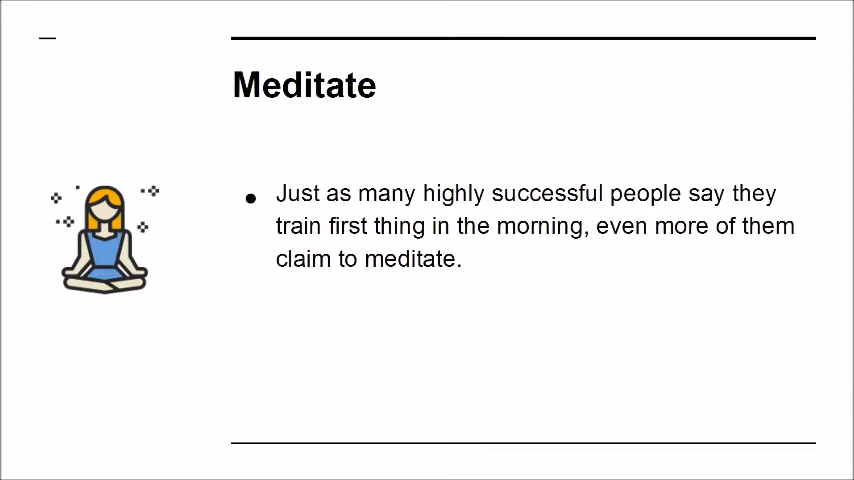 Meditate
● Just as many highly successful people say they
train first thing in the morning, even more of them
claim to meditate.